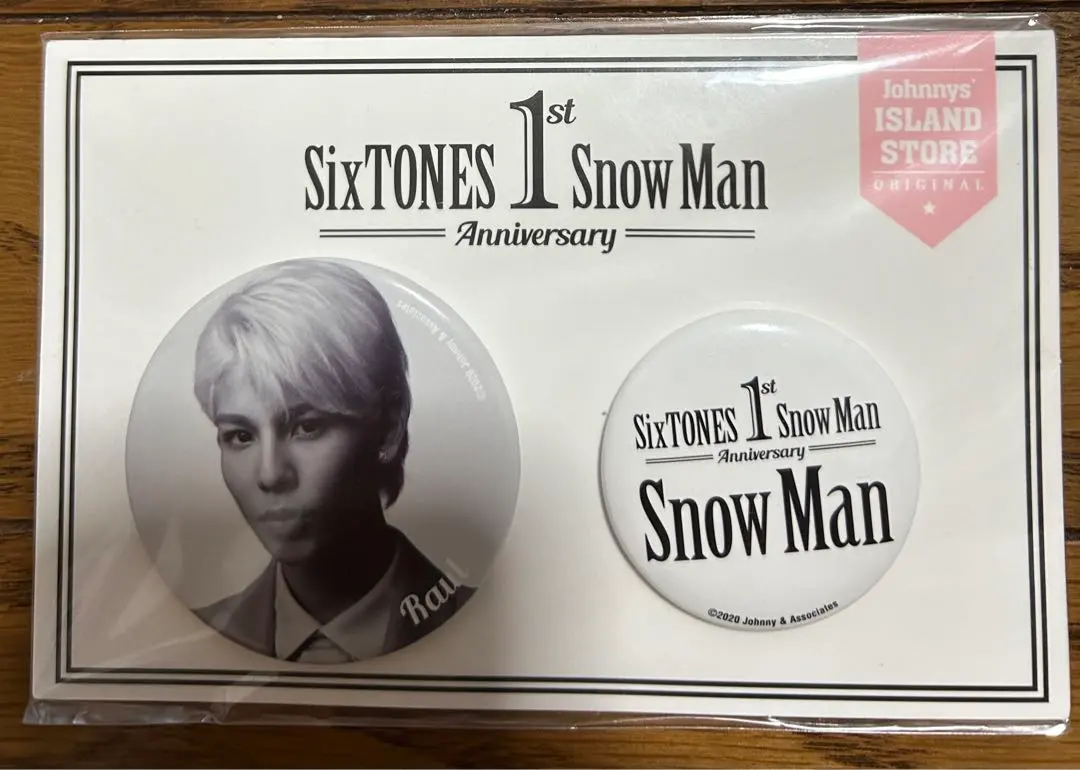 SixTONES 1st Snow Man
Anniversary
Johnnys'
ISLAND
STORE
ORIGINAL
©2020 Johnny & Associates
Raul
SixTONES 1st Snow Man
Anniversary
Snow Man
©2020 Johnny & Associates